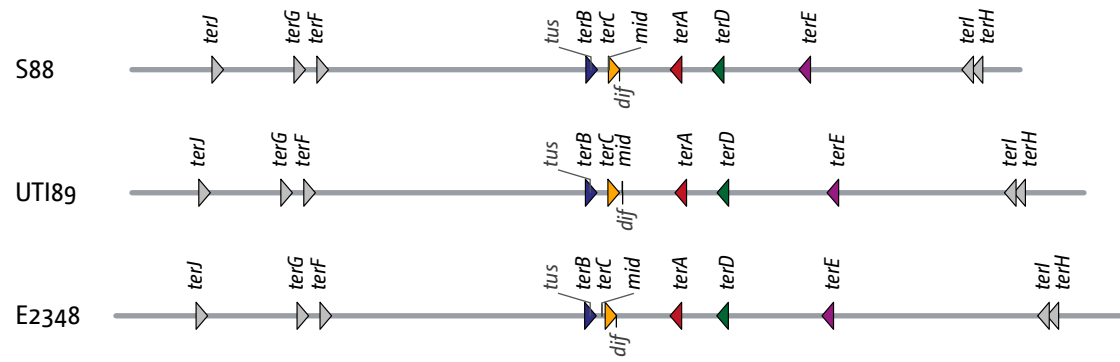 terJ terG terF tus terB terC mid terA terD terE terI terH
S88
dif
terJ terG terF tus terB terC mid terA terD terE terI terH
UTI89
dif
terJ terG terF tus terB terC mid terA terD terE terI terH
E2348
dif